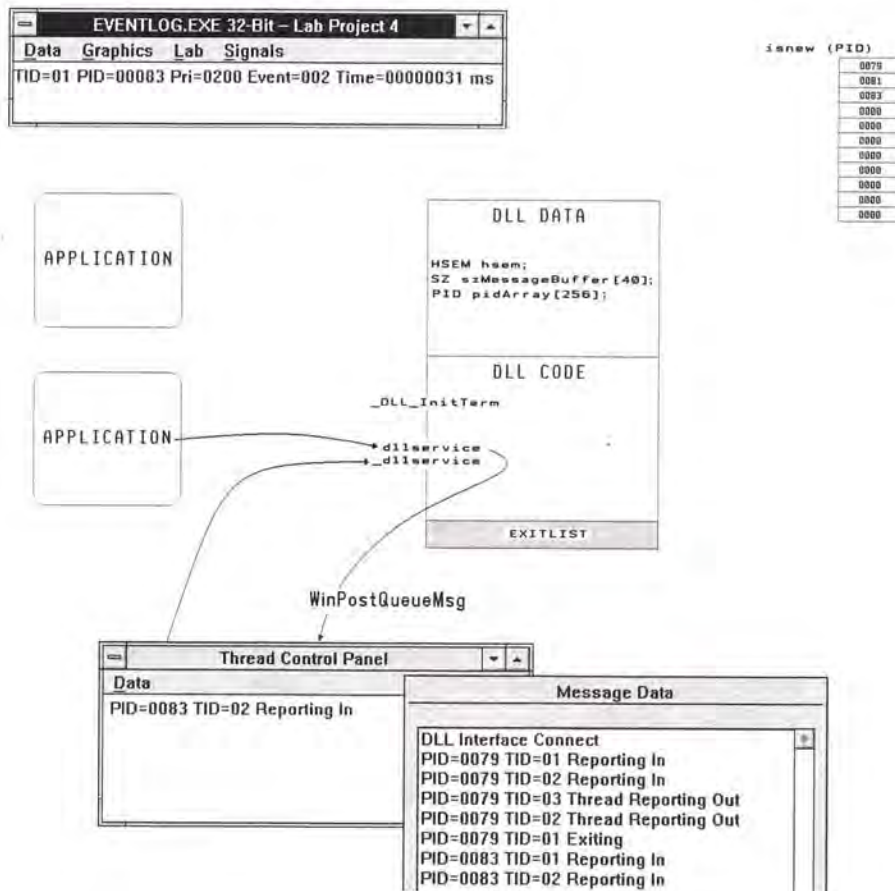 EVENTLOG.EXE 32-Bit – Lab Project 4
Data Graphics Lab Signals
TID=01 PID=00083 Pri=0200 Event=002 Time=00000031 ms
isnew (PID)
0079
0081
0083
0000
0000
0000
0000
0000
0000
0000
0000
APPLICATION
DLL DATA
HSEM hsem;
SZ szMessageBuffer[40];
PID pidArray[256];
DLL CODE
_DLL_InitTerm
APPLICATION
dllservice
_dllservice
EXITLIST
WinPostQueueMsg
Thread Control Panel
Data
PID=0083 TID=02 Reporting In
Message Data
DLL Interface Connect
PID=0079 TID=01 Reporting In
PID=0079 TID=02 Reporting In
PID=0079 TID=03 Thread Reporting Out
PID=0079 TID=02 Thread Reporting Out
PID=0079 TID=01 Exiting
PID=0083 TID=01 Reporting In
PID=0083 TID=02 Reporting In